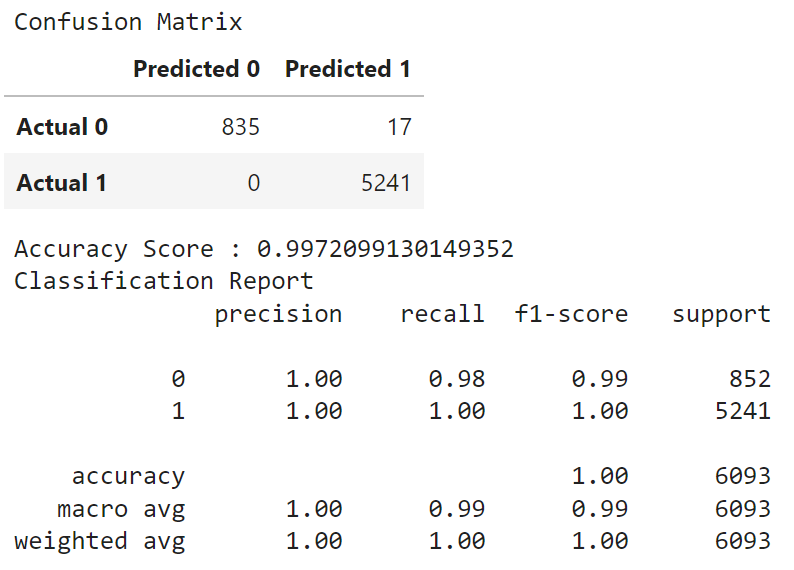 Confusion Matrix
Predicted 0 Predicted 1
Actual 0 835 17
Actual 1 0 5241
Accuracy Score : 0.9972099130149352
Classification Report
precision recall f1-score support
0 1.00 0.98 0.99 852
1 1.00 1.00 1.00 5241
accuracy 1.00 6093
macro avg 1.00 0.99 0.99 6093
weighted avg 1.00 1.00 1.00 6093